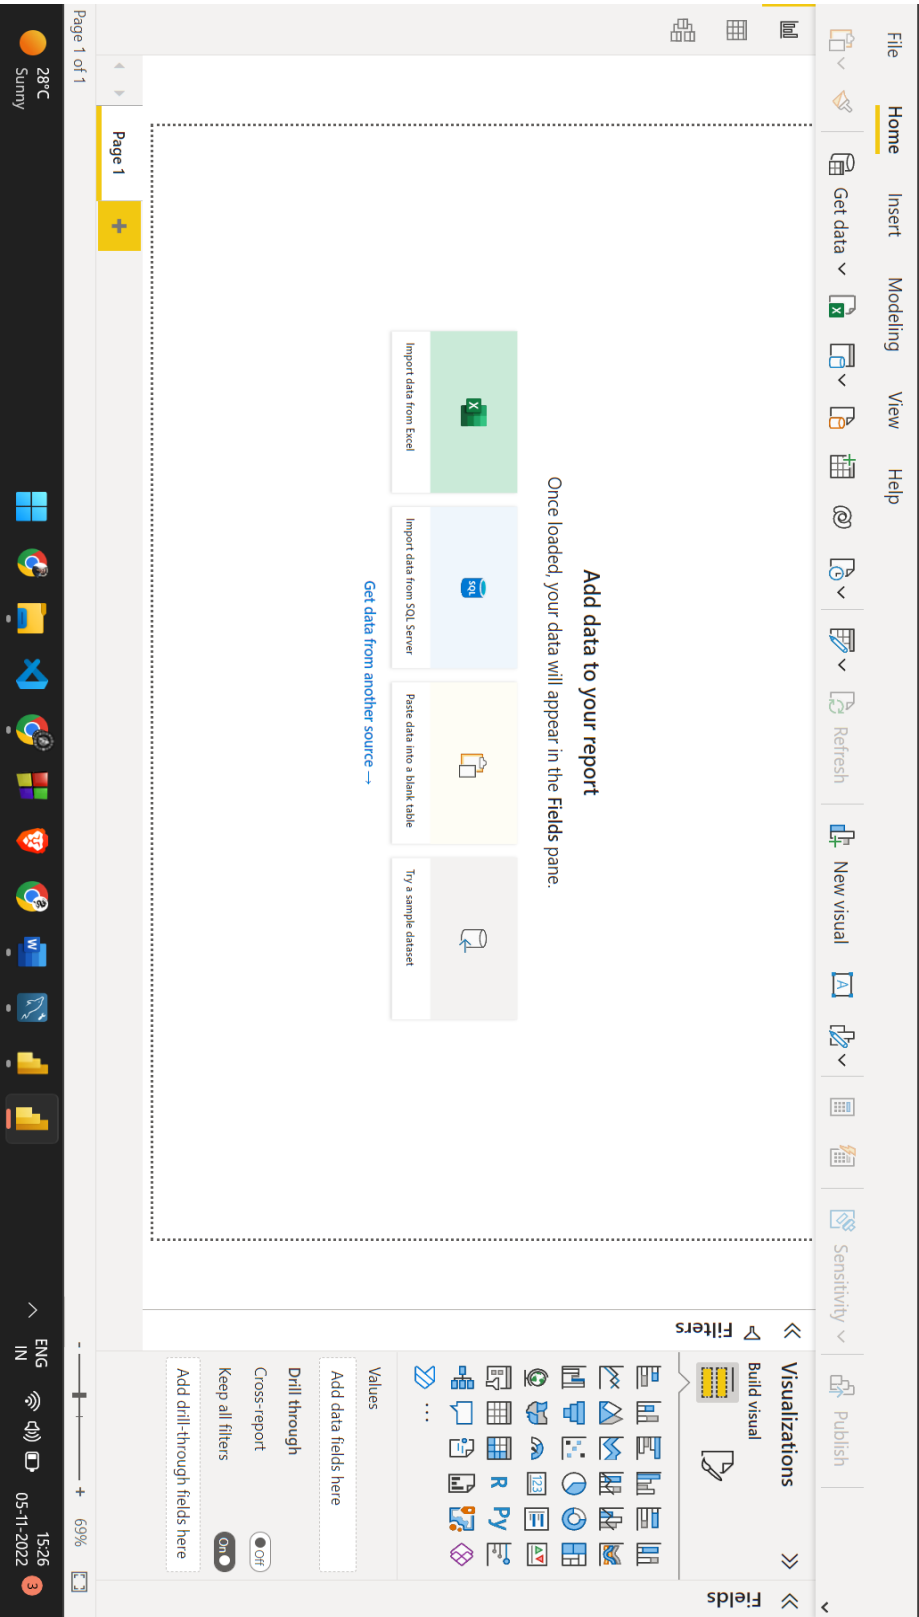 File Home Insert Modeling View Help
Get data
Refresh
New visual
A
Sensitivity
Publish
Add data to your report
Once loaded, your data will appear in the Fields pane.
SQL
Import data from Excel
Import data from SQL Server
Paste data into a blank table
Try a sample dataset
Get data from another source →
Filters
Visualizations
Build visual
123
R Py
...
Values
Add data fields here
Drill through
Cross-report
Off
Keep all filters
On
Add drill-through fields here
Fields
Page 1
+
Page 1 of 1
- + 69%
28°C
Sunny
W
ENG
IN
15:26
05-11-2022
3